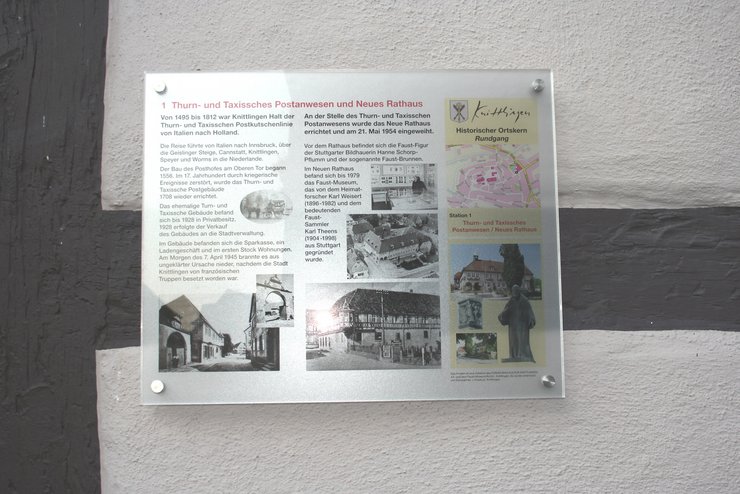 1 Thurn- und Taxissches Postanwesen und Neues Rathaus
Von 1495 bis 1812 war Knittlingen Halt der
Thurn- und Taxisschen Postkutschenlinie
von Italien nach Holland.
Die Reise führte von Italien nach Innsbruck, über
die Geislinger Steige, Cannstatt, Knittlingen,
Speyer und Worms in die Niederlande.
Der Bau des Posthofes am Oberen Tor begann
1556. Im 17. Jahrhundert durch kriegerische
Ereignisse zerstört, wurde das Thurn- und
Taxissche Postgebäude
1708 wieder errichtet.
Das ehemalige Turn- und
Taxissche Gebäude befand
sich bis 1928 in Privatbesitz.
1928 erfolgte der Verkauf
des Gebäudes an die Stadtverwaltung.
Im Gebäude befanden sich die Sparkasse, ein
Ladengeschäft und im ersten Stock Wohnungen.
Am Morgen des 7. April 1945 brannte es aus
ungeklärter Ursache nieder, nachdem die Stadt
Knittlingen von französischen
Truppen besetzt worden war.
An der Stelle des Thurn- und Taxisschen
Postanwesens wurde das Neue Rathaus
errichtet und am 21. Mai 1954 eingeweiht.
Vor dem Rathaus befindet sich die Faust-Figur
der Stuttgarter Bildhauerin Hanne Schorp-
Pflumm und der sogenannte Faust-Brunnen.
Im Neuen Rathaus
befand sich bis 1979
das Faust-Museum,
das von dem Heimat-
forscher Karl Weisert
(1896-1982) und dem
bedeutenden
Faust-
Sammler
Karl Theens
(1904-1998)
aus Stuttgart
gegründet
wurde.
Knittlingen
Historischer Ortskern
Rundgang
Station 1
Thurn- und Taxissches
Postanwesen / Neues Rathaus